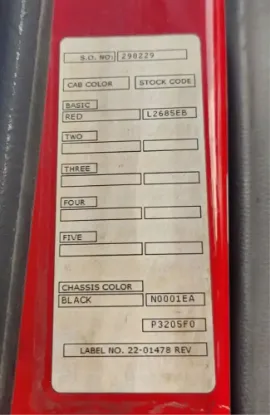 S.O. NO: 298229
CAB COLOR STOCK CODE
BASIC
RED L2685EB
TWO
THREE
FOUR
FIVE
CHASSIS COLOR
BLACK N0001EA
P3205F0
LABEL NO. 22-01478 REV